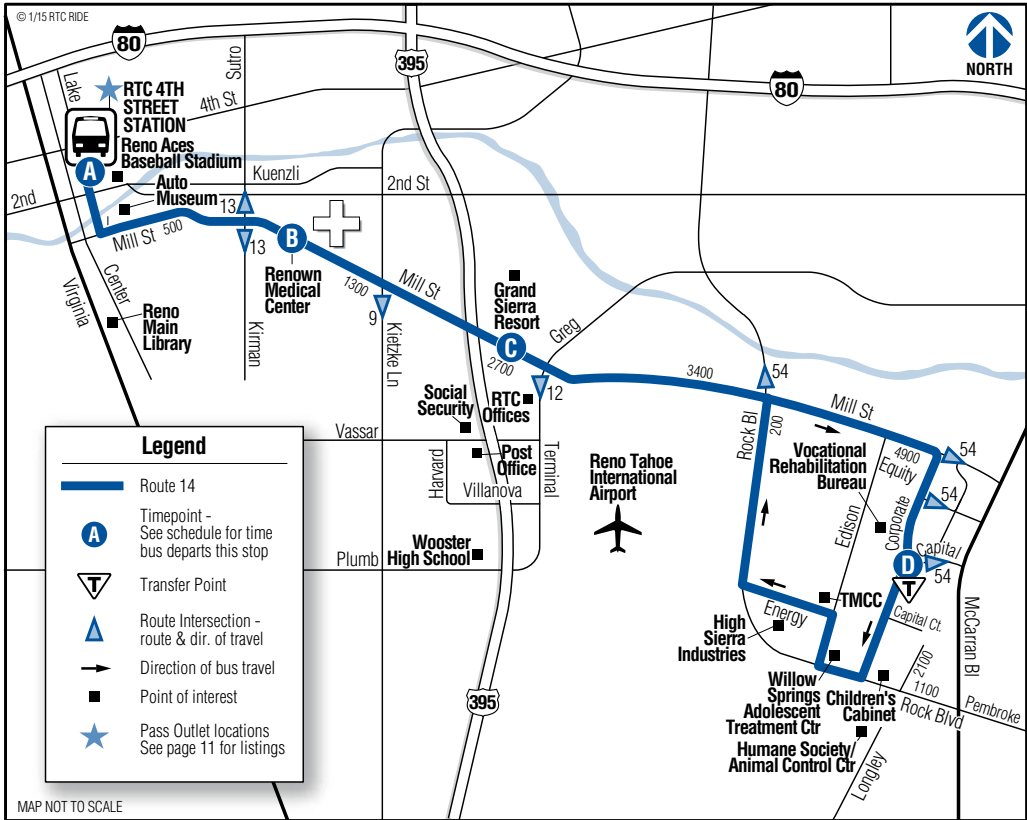 © 1/15 RTC RIDE
80
395
80
NORTH
Lake
RTC 4TH
STREET
STATION
4th St
Sutro
Reno Aces
Baseball Stadium
A
2nd
Auto
Museum
Kuenzli
2nd St
Mill St
500
13
13
B
Renown
Medical
Center
1300
Mill St
9
Kietzke Ln
Kirman
Center
Virginia
Reno
Main
Library
Grand
Sierra
Resort
C
2700
Greg
12
RTC
Offices
Social
Security
Vassar
Harvard
Post
Office
Villanova
Terminal
Plumb
Wooster
High School
395
Reno Tahoe
International
Airport
3400
54
Rock Bl
200
Mill St
4900
Equity
54
Vocational
Rehabilitation
Bureau
54
Edison
Corporate
Capital
D
54
T
TMCC
Energy
Capital Ct.
High
Sierra
Industries
McCarran Bl
2100
1100
Willow
Springs
Adolescent
Treatment Ctr
Children's
Cabinet
Rock Blvd
Pembroke
Humane Society/
Animal Control Ctr
Longley
Legend
Route 14
A
Timepoint -
See schedule for time
bus departs this stop
T
Transfer Point
Route Intersection -
route & dir. of travel
Direction of bus travel
Point of interest
Pass Outlet locations
See page 11 for listings
MAP NOT TO SCALE